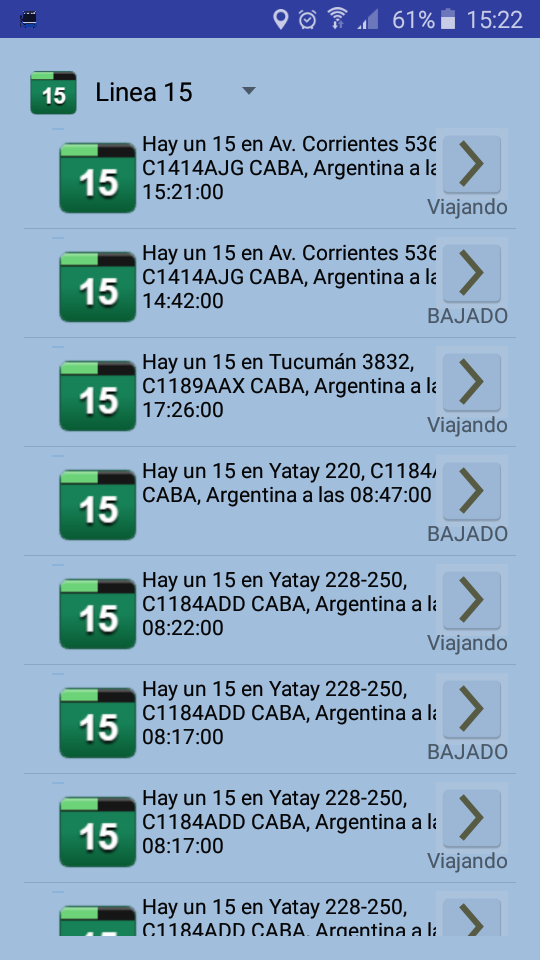 61% 15:22
15 Linea 15
Hay un 15 en Av. Corrientes 536
C1414AJG CABA, Argentina a la
15:21:00
15
Viajando
Hay un 15 en Av. Corrientes 536
C1414AJG CABA, Argentina a la
14:42:00
15
BAJADO
Hay un 15 en Tucumán 3832,
C1189AAX CABA, Argentina a la
17:26:00
15
Viajando
Hay un 15 en Yatay 220, C1184A
CABA, Argentina a las 08:47:00
15
BAJADO
Hay un 15 en Yatay 228-250,
C1184ADD CABA, Argentina a la
08:22:00
15
Viajando
Hay un 15 en Yatay 228-250,
C1184ADD CABA, Argentina a la
08:17:00
15
BAJADO
Hay un 15 en Yatay 228-250,
C1184ADD CABA, Argentina a la
08:17:00
15
Viajando
Hay un 15 en Yatay 228-250,
C1184ADD CABA, Argentina a la
15